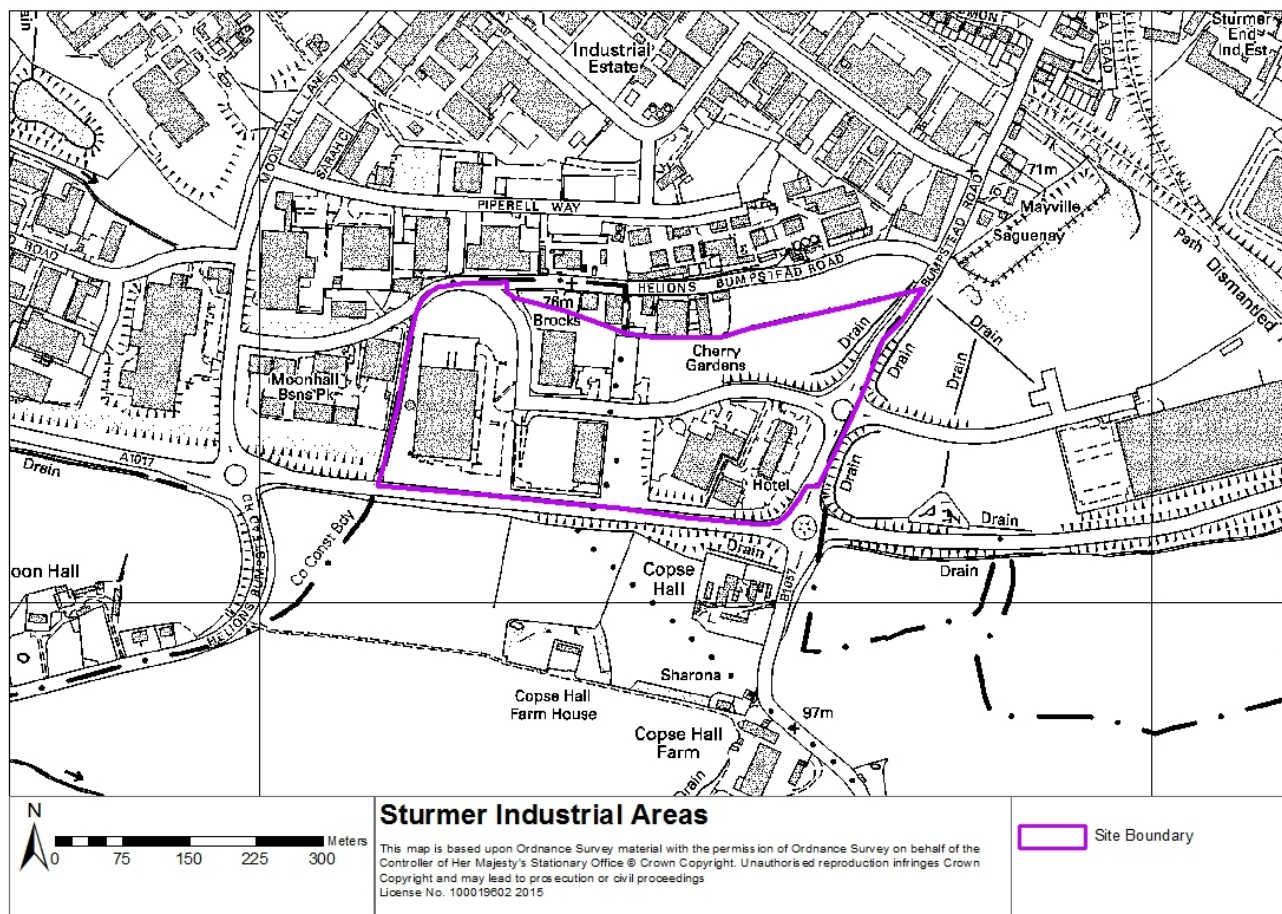 Industrial
Estate
Sturmer
End
Ind Est
MOON HALL LANE
PIPERELL WAY
BUMPSTEAD ROAD
71m
Mayville
Saguenay
Path
Dismantled
ROAD
HELIONS BUMPSTEAD ROAD
76m
Brocks
Cherry
Gardens
Drain
Drain
Drain
Drain
Moonhall
Bsns Pk
A1017
Drain
Hotel
Drain
Drain
Drain
Drain
Co Const Bdy
Copse
Hall
B1057
oon Hall
HELIONS BUMP
Sharona
Copse Hall
Farm House
97m
Copse Hall
Farm
Drain
N
0 75 150 225 300 Meters
Sturmer Industrial Areas
This map is based upon Ordnance Survey material with the permission of Ordnance Survey on behalf of the
Controller of Her Majesty's Stationary Office © Crown Copyright. Unauthorised reproduction infringes Crown
Copyright and may lead to prosecution or civil proceedings
License No. 100019602 2015
Site Boundary